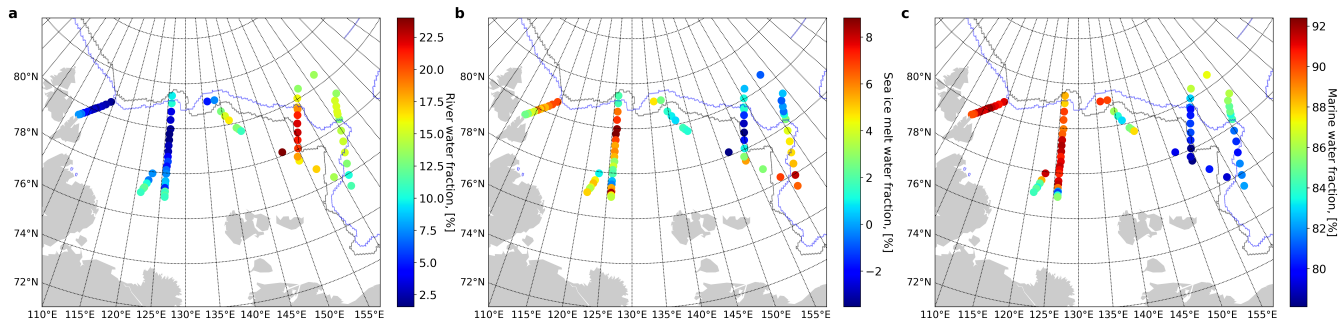 a
80°N
78°N
76°N
74°N
72°N
110°E 115°E 120°E 125°E 130°E 135°E 140°E 145°E 150°E 155°E
22.5
20.0
17.5
15.0
12.5
10.0
7.5
5.0
2.5
River water fraction, [%]
b
80°N
78°N
76°N
74°N
72°N
110°E 115°E 120°E 125°E 130°E 135°E 140°E 145°E 150°E 155°E
8
6
4
2
0
−2
Sea ice melt water fraction, [%]
c
80°N
78°N
76°N
74°N
72°N
110°E 115°E 120°E 125°E 130°E 135°E 140°E 145°E 150°E 155°E
92
90
88
86
84
82
80
Marine water fraction, [%]